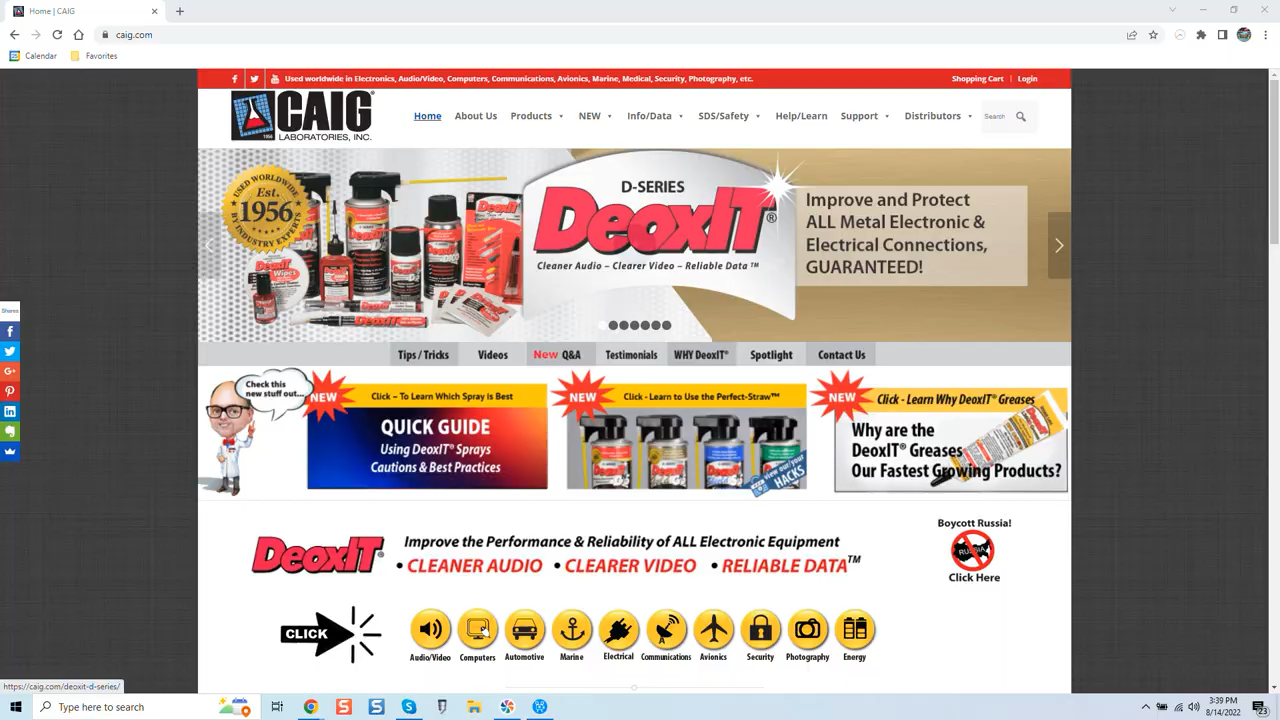 Home | CAIG
caig.com
Calendar
Favorites
Used worldwide in Electronics, Audio/Video, Computers, Communications, Avionics, Marine, Medical, Security, Photography, etc.
Shopping Cart | Login
CAIG
LABORATORIES, INC.
1956
Home
About Us
Products
NEW
Info/Data
SDS/Safety
Help/Learn
Support
Distributors
Search
USED WORLDWIDE
Est.
1956
BY INDUSTRY EXPERTS
D-SERIES
DeoxIT®
Cleaner Audio – Clearer Video – Reliable Data ™
Improve and Protect
ALL Metal Electronic &
Electrical Connections,
GUARANTEED!
Shares
Tips / Tricks
Videos
New Q&A
Testimonials
WHY DeoxIT®
Spotlight
Contact Us
Check this
new stuff out...
NEW
Click – To Learn Which Spray is Best
QUICK GUIDE
Using DeoxIT® Sprays
Cautions & Best Practices
NEW
Click - Learn to Use the Perfect-Straw™
HACKS
NEW
Click - Learn Why DeoxIT® Greases
Why are the
DeoxIT® Greases
Our Fastest Growing Products?
DeoxIT®
Improve the Performance & Reliability of ALL Electronic Equipment
• CLEANER AUDIO • CLEARER VIDEO • RELIABLE DATA™
Boycott Russia!
RUSSIA
Click Here
CLICK
Audio/Video
Computers
Automotive
Marine
Electrical
Communications
Avionics
Security
Photography
Energy
https://caig.com/deoxit-d-series/
Type here to search
3:39 PM
8/14/2022
23